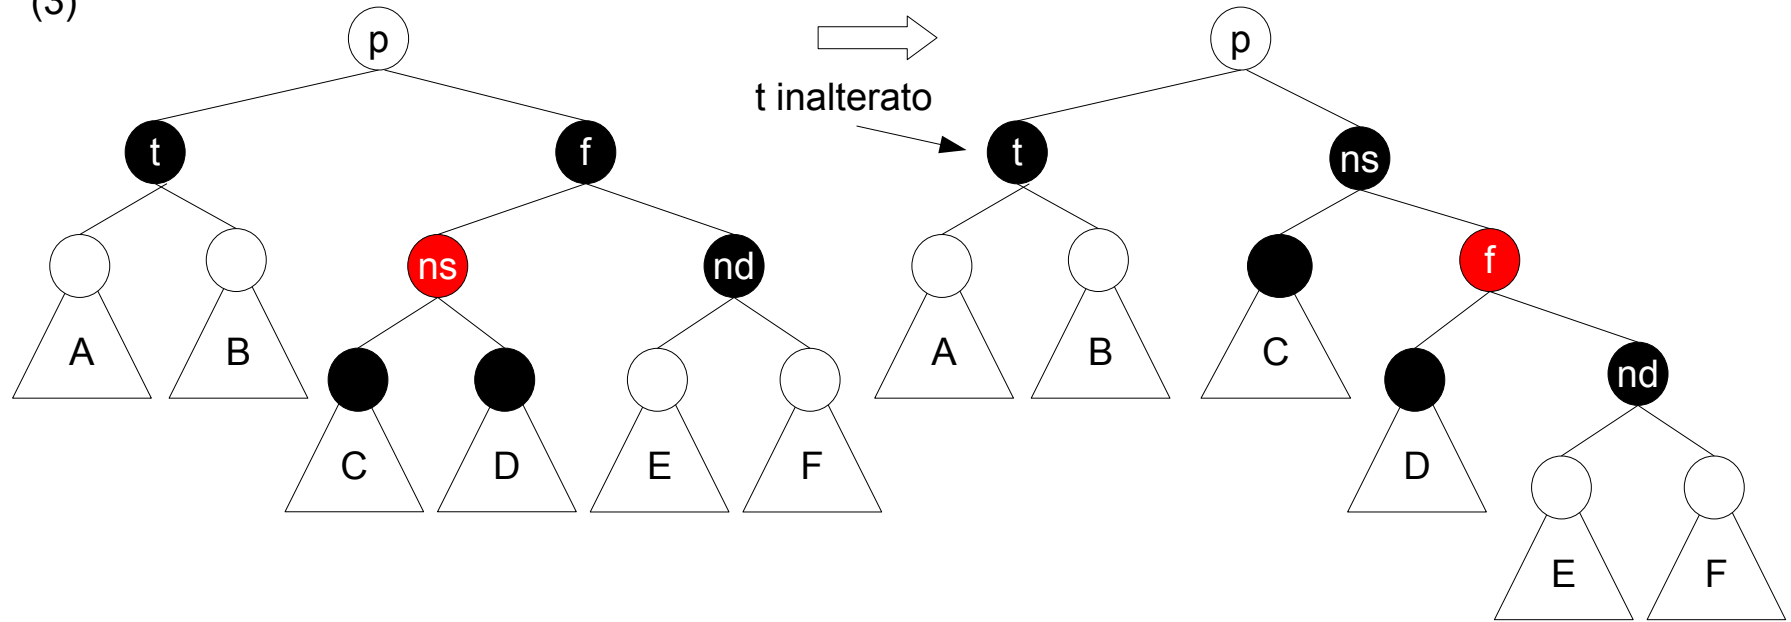 (3)
p p
t inalterato
t f t ns
ns nd f
A B A B C nd
C D E F D
E F